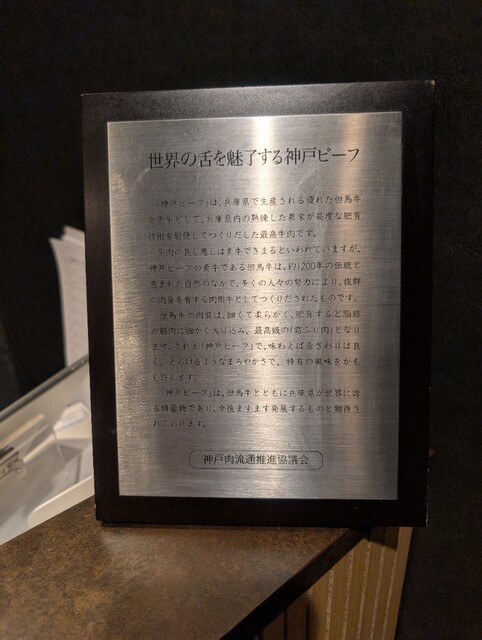 世界の舌を魅了する神戸ビーフ
「神戸ビーフ」は、兵庫県で生産される優れた但馬牛
を素牛として、兵庫県内の熟練した農家が高度な肥育
技術を駆使してつくりだした最高牛肉です。
牛肉の良し悪しは素牛できまるといわれていますが、
神戸ビーフの素牛である但馬牛は、約1200年の伝統と
恵まれた自然のなかで、多くの人々の努力により、抜群
の肉質を有する肉用牛としてつくりだされたものです。
但馬牛の肉質は、細くて柔らかく、肥育すると脂肪
が筋肉に細かく入り込み、最高級の「霜ふり肉」となり
ます。これが「神戸ビーフ」で、味わえば舌ざわりは良
く、とろけるようなまろやかさで、特有の風味をかも
し出します。
「神戸ビーフ」は、但馬牛とともに兵庫県が世界に誇
る特産物であり、今後ますます発展するものと期待さ
れております。
神戸肉流通推進協議会